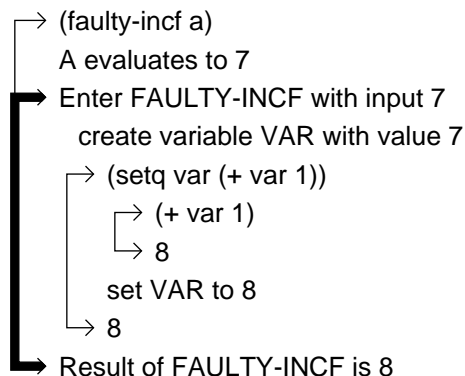 (faulty-incf a)
A evaluates to 7
Enter FAULTY-INCF with input 7
create variable VAR with value 7
(setq var (+ var 1))
(+ var 1)
8
set VAR to 8
8
Result of FAULTY-INCF is 8